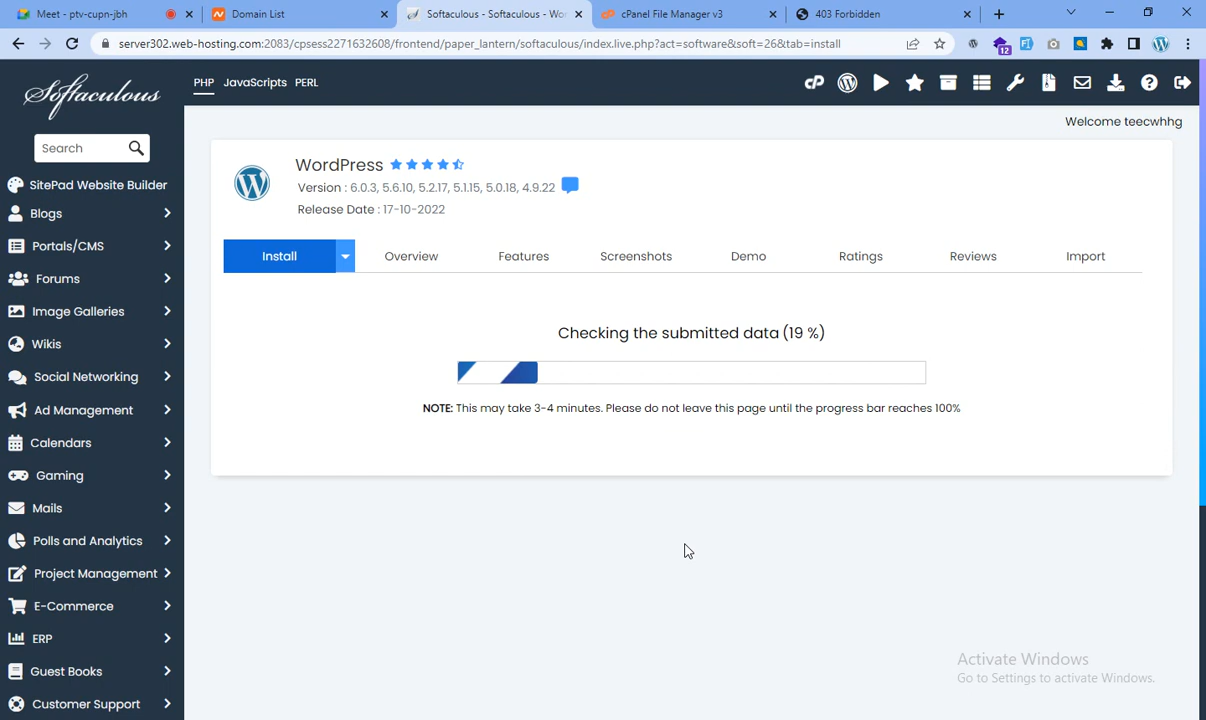 Meet - ptv-cupn-jbh
Domain List
Softaculous - Softaculous - Wor
cPanel File Manager v3
403 Forbidden
server302.web-hosting.com:2083/cpsess2271632608/frontend/paper_lantern/softaculous/index.live.php?act=software&soft=26&tab=install
12
Softaculous
PHP JavaScripts PERL
Welcome teecwhhg
Search
SitePad Website Builder
Blogs
Portals/CMS
Forums
Image Galleries
Wikis
Social Networking
Ad Management
Calendars
Gaming
Mails
Polls and Analytics
Project Management
E-Commerce
ERP
Guest Books
Customer Support
WordPress
Version : 6.0.3, 5.6.10, 5.2.17, 5.1.15, 5.0.18, 4.9.22
Release Date : 17-10-2022
Install Overview Features Screenshots Demo Ratings Reviews Import
Checking the submitted data (19 %)
NOTE: This may take 3-4 minutes. Please do not leave this page until the progress bar reaches 100%
Activate Windows
Go to Settings to activate Windows.